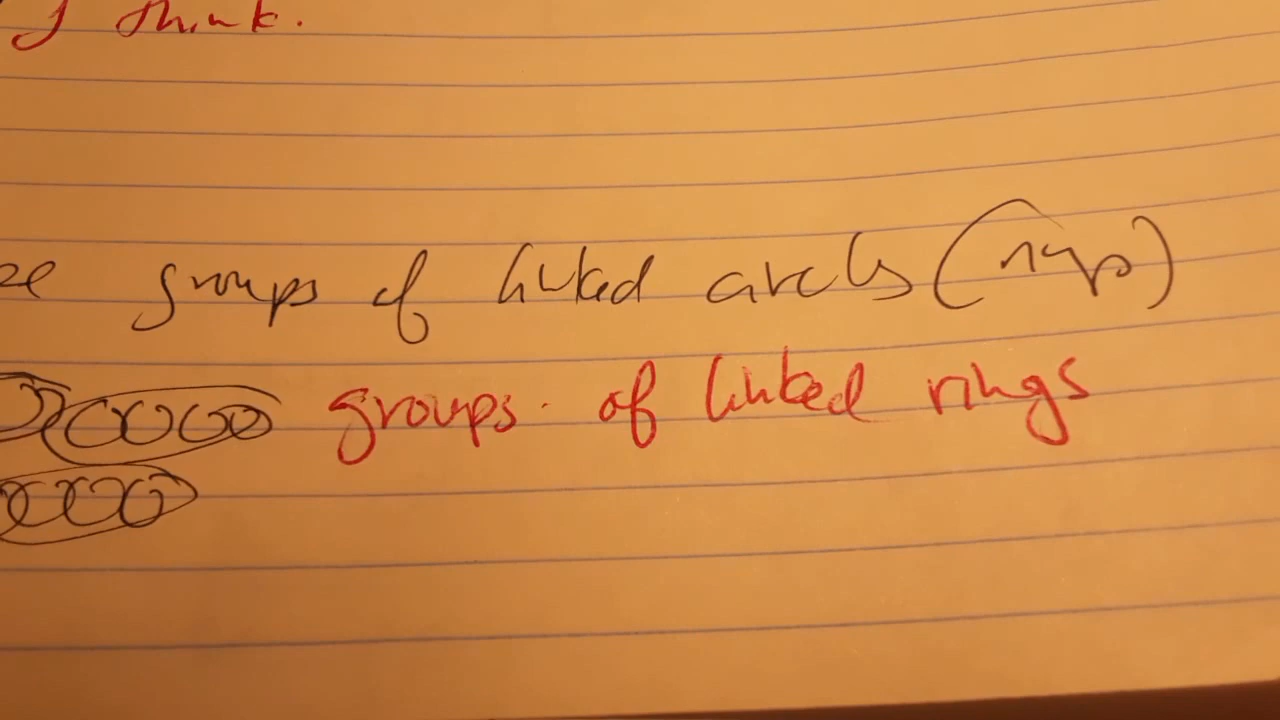 I think.
groups of linked circles (rings)
groups of linked rings